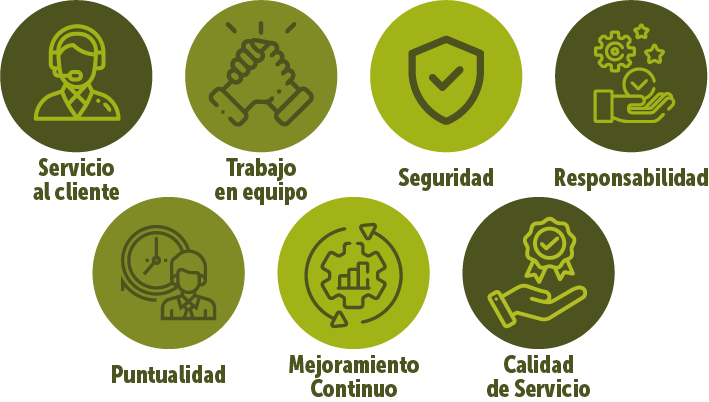 Servicio
al cliente
Trabajo
en equipo
Seguridad
Responsabilidad
Puntualidad
Mejoramiento
Continuo
Calidad
de Servicio